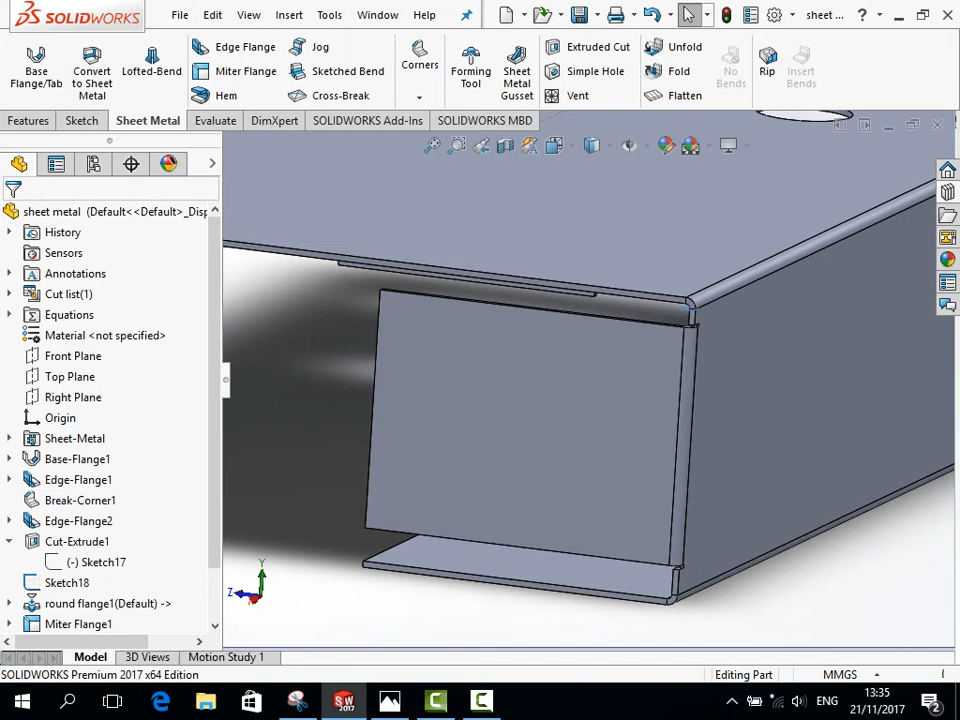 SOLIDWORKS
File Edit View Insert Tools Window Help
sheet ...
?
Base Flange/Tab
Convert to Sheet Metal
Lofted-Bend
Edge Flange
Miter Flange
Hem
Jog
Sketched Bend
Cross-Break
Corners
Forming Tool
Sheet Metal Gusset
Extruded Cut
Simple Hole
Vent
Unfold
Fold
Flatten
No Bends
Rip
Insert Bends
Features Sketch Sheet Metal Evaluate DimXpert SOLIDWORKS Add-Ins SOLIDWORKS MBD
sheet metal (Default<<Default>_Disp
History
Sensors
Annotations
Cut list(1)
Equations
Material <not specified>
Front Plane
Top Plane
Right Plane
Origin
Sheet-Metal
Base-Flange1
Edge-Flange1
Break-Corner1
Edge-Flange2
Cut-Extrude1
(-) Sketch17
Sketch18
round flange1(Default) ->
Miter Flange1
Y
Z
Model 3D Views Motion Study 1
SOLIDWORKS Premium 2017 x64 Edition Editing Part MMGS
ENG
13:35
21/11/2017
2